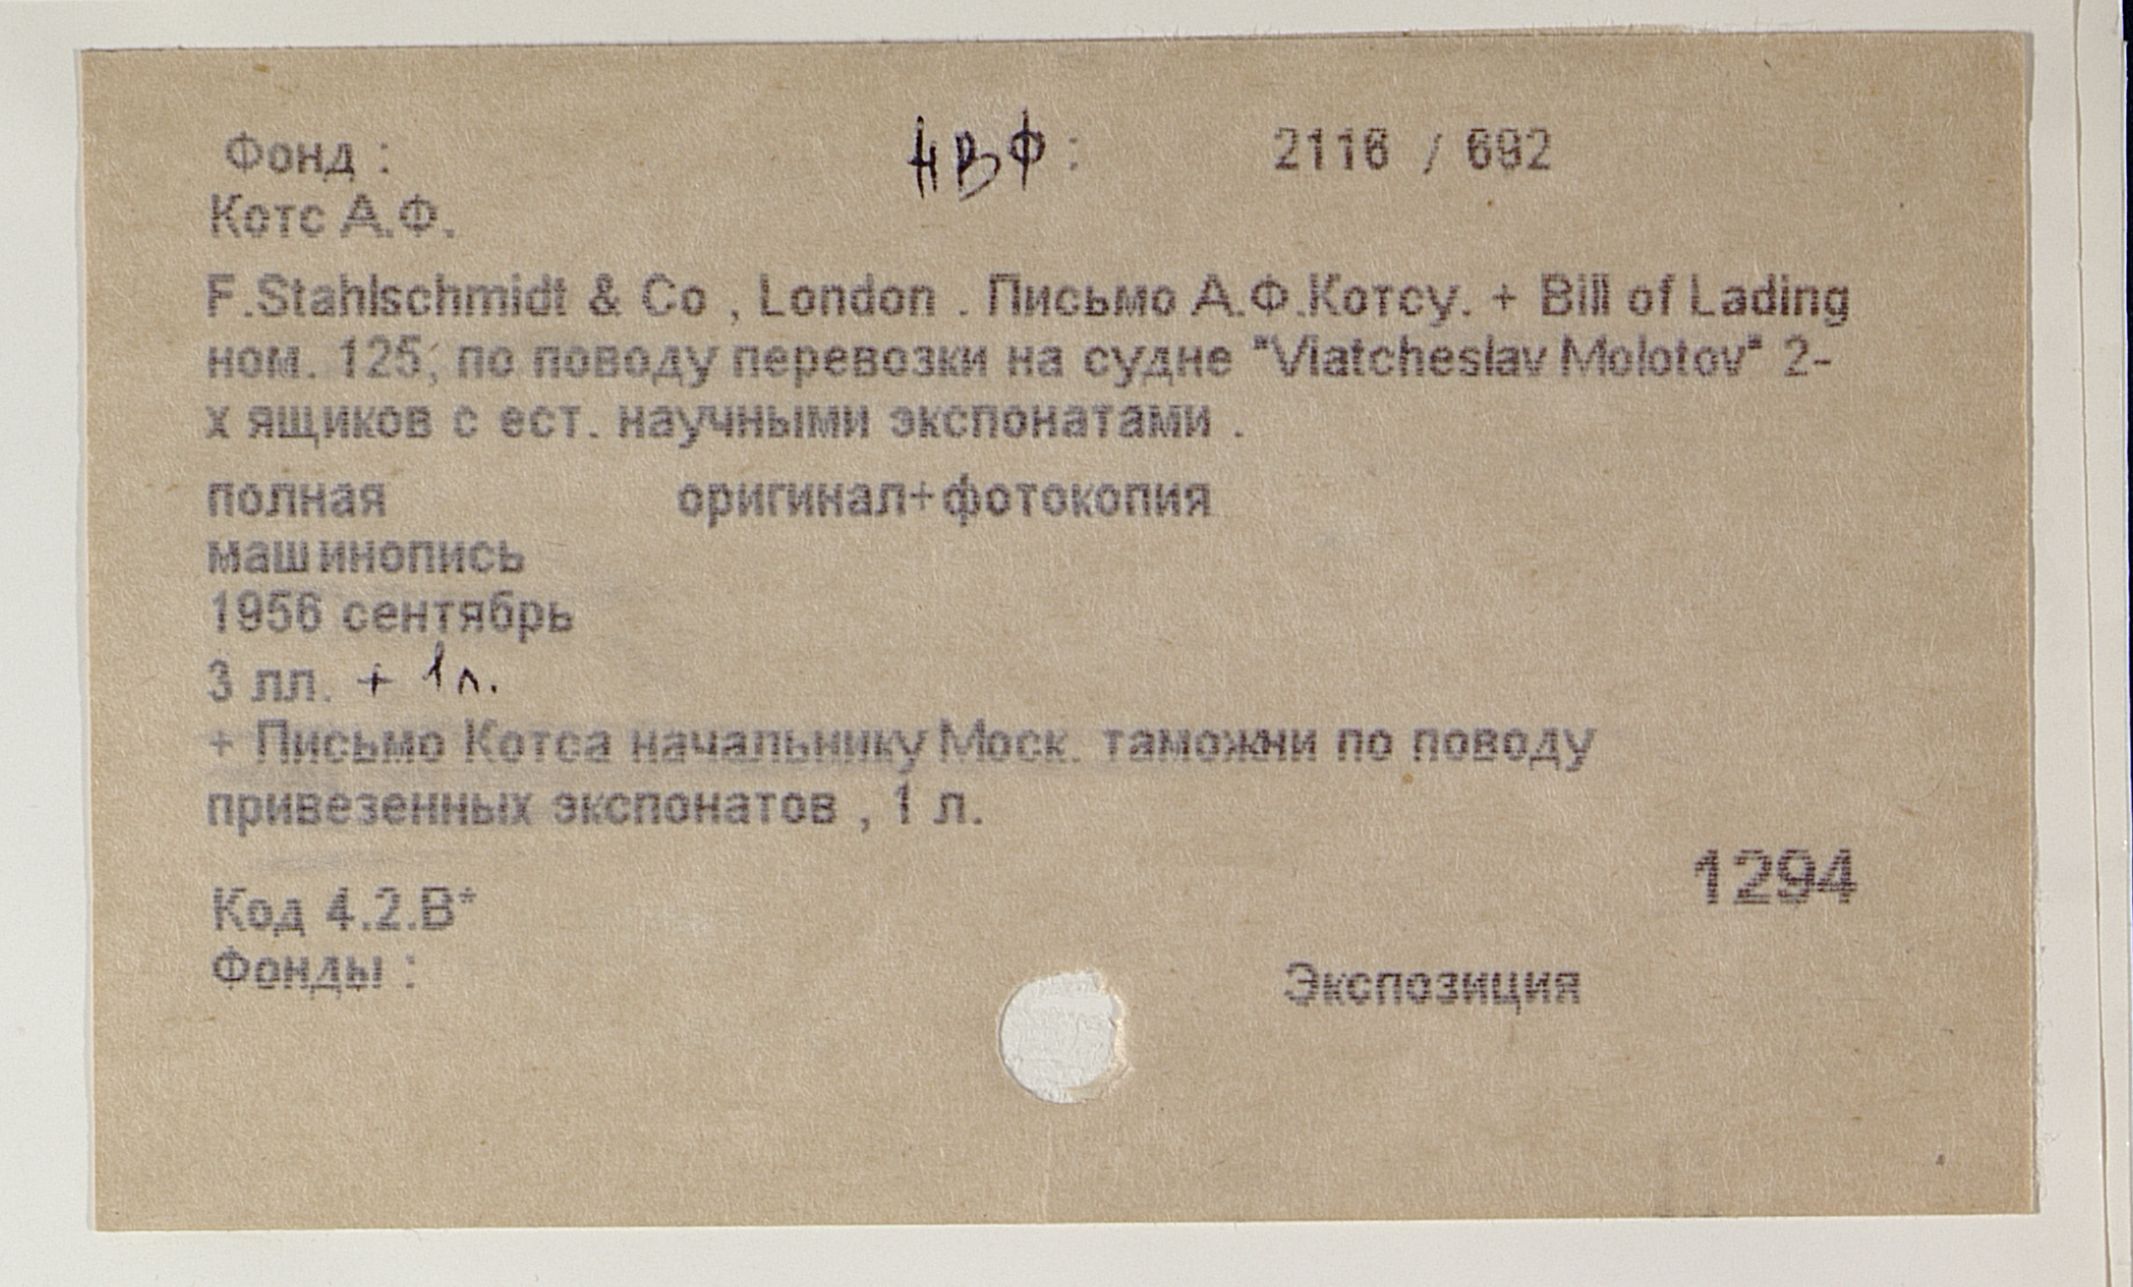 Фонд : НВФ : 2116 / 692
Котс А.Ф.
F.Stahlschmidt & Co , London . Письмо А.Ф.Котсу. + Bill of Lading
ном. 125, по поводу перевозки на судне "Viatcheslav Molotov" 2-
х ящиков с ест. научными экспонатами .
полная оригинал+фотокопия
машинопись
1956 сентябрь
3 лл. + 1 л.
+ Письмо Котса начальнику Моск. таможни по поводу
привезенных экспонатов , 1 л.
1294
Код 4.2.В*
Фонды : Экспозиция